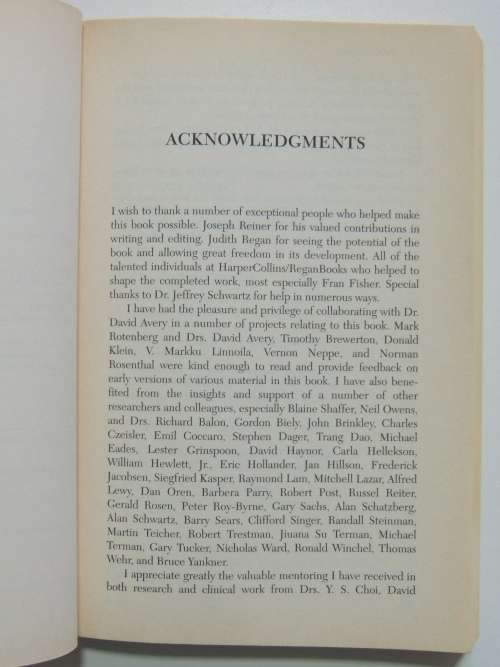 ACKNOWLEDGMENTS
I wish to thank a number of exceptional people who helped make
this book possible. Joseph Reiner for his valued contributions in
writing and editing. Judith Regan for seeing the potential of the
book and allowing great freedom in its development. All of the
talented individuals at HarperCollins/ReganBooks who helped to
shape the completed work, most especially Fran Fisher. Special
thanks to Dr. Jeffrey Schwartz for help in numerous ways.
I have had the pleasure and privilege of collaborating with Dr.
David Avery in a number of projects relating to this book. Mark
Rotenberg and Drs. David Avery, Timothy Brewerton, Donald
Klein, V. Markku Linnoila, Vernon Neppe, and Norman
Rosenthal were kind enough to read and provide feedback on
early versions of various material in this book. I have also bene-
fited from the insights and support of a number of other
researchers and colleagues, especially Blaine Shaffer, Neil Owens,
and Drs. Richard Balon, Gordon Biely, John Brinkley, Charles
Czeisler, Emil Coccaro, Stephen Dager, Trang Dao, Michael
Eades, Lester Grinspoon, David Haynor, Carla Hellekson,
William Hewlett, Jr., Eric Hollander, Jan Hillson, Frederick
Jacobsen, Siegfried Kasper, Raymond Lam, Mitchell Lazar, Alfred
Lewy, Dan Oren, Barbera Parry, Robert Post, Russel Reiter,
Gerald Rosen, Peter Roy-Byrne, Gary Sachs, Alan Schatzberg,
Alan Schwartz, Barry Sears, Clifford Singer, Randall Steinman,
Martin Teicher, Robert Trestman, Jiuana Su Terman, Michael
Terman, Gary Tucker, Nicholas Ward, Ronald Winchel, Thomas
Wehr, and Bruce Yankner.
I appreciate greatly the valuable mentoring I have received in
both research and clinical work from Drs. Y. S. Choi, David